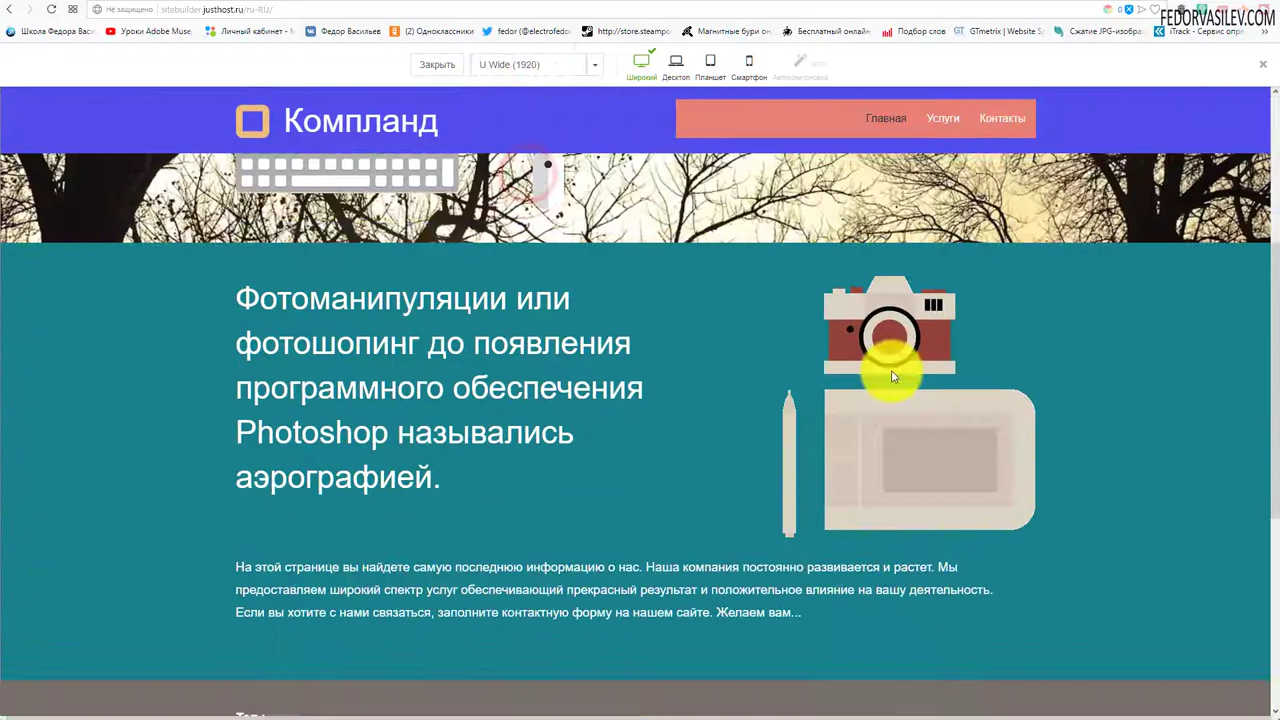 FEDORVASILEV.COM
Не защищено
sitebuilder.justhost.ru/ru-RU/
Школа Федора Васи
Уроки Adobe Muse,
Личный кабинет -
Федор Васильев
(2) Одноклассники
fedor (@electrofedo
http://store.steampo
Магнитные бури он
Бесплатный онлайн
Подбор слов
GTmetrix | Website S
Сжатие JPG-изобра
iTrack - Сервис опре
Закрыть
U Wide (1920)
Широкий
Десктоп
Планшет
Смартфон
Компланд
Главная
Услуги
Контакты
Фотоманипуляции или
фотошопинг до появления
программного обеспечения
Photoshop назывались
аэрографией.
На этой странице вы найдете самую последнюю информацию о нас. Наша компания постоянно развивается и растет. Мы
предоставляем широкий спектр услуг обеспечивающий прекрасный результат и положительное влияние на вашу деятельность.
Если вы хотите с нами связаться, заполните контактную форму на нашем сайте. Желаем вам...